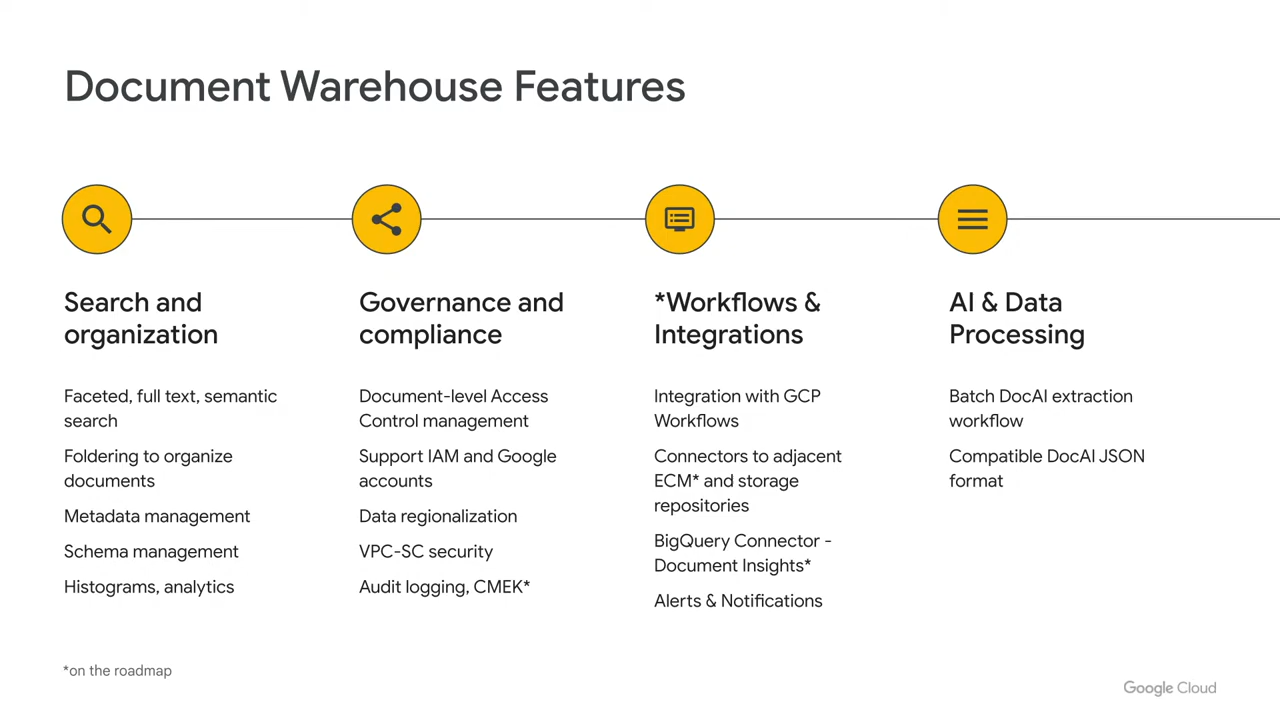 Document Warehouse Features
Search and
organization
Faceted, full text, semantic
search
Foldering to organize
documents
Metadata management
Schema management
Histograms, analytics
Governance and
compliance
Document-level Access
Control management
Support IAM and Google
accounts
Data regionalization
VPC-SC security
Audit logging, CMEK*
*Workflows &
Integrations
Integration with GCP
Workflows
Connectors to adjacent
ECM* and storage
repositories
BigQuery Connector -
Document Insights*
Alerts & Notifications
AI & Data
Processing
Batch DocAI extraction
workflow
Compatible DocAI JSON
format
*on the roadmap
Google Cloud